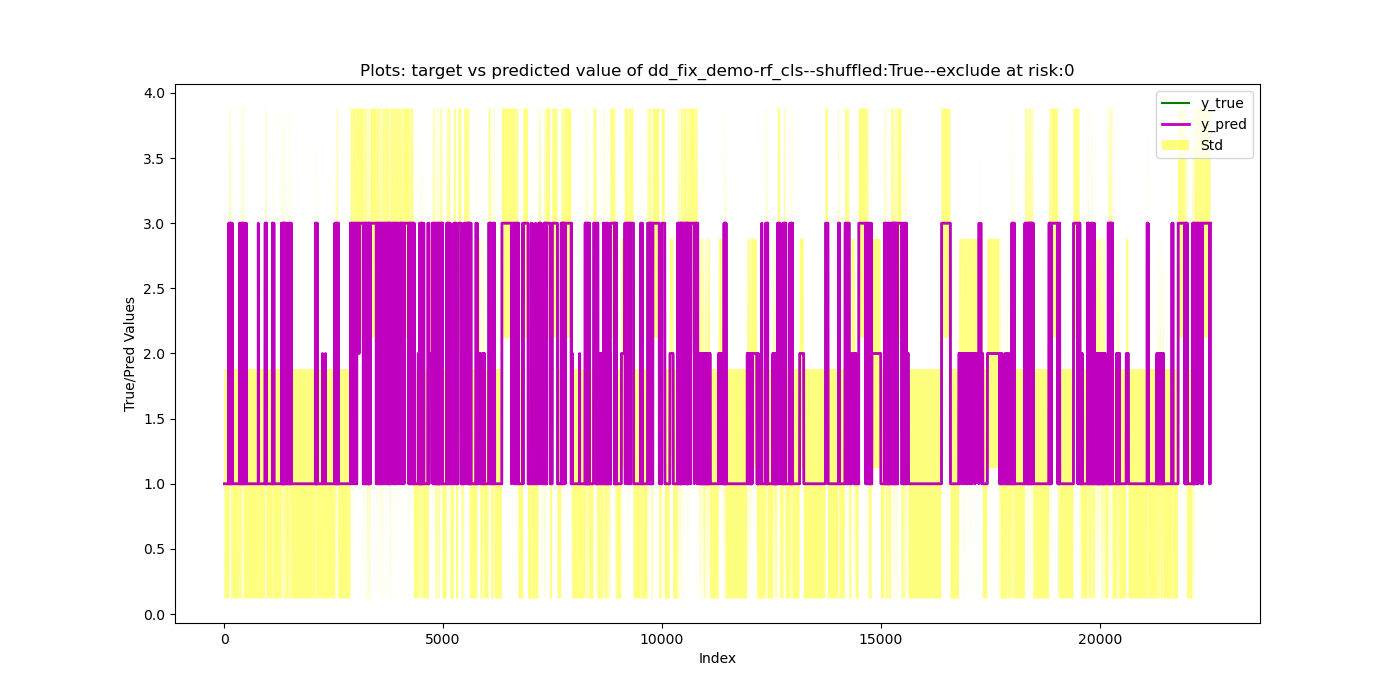 Plots: target vs predicted value of dd_fix_demo-rf_cls--shuffled:True--exclude at risk:0
4.0
3.5
3.0
2.5
2.0
1.5
1.0
0.5
0.0
True/Pred Values
y_true
y_pred
Std
0
5000
10000
15000
20000
Index